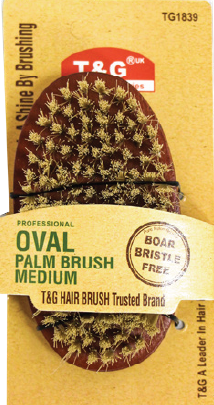 TG1839
T&G UK
A Shine By Brushing
PROFESSIONAL
OVAL
PALM BRUSH
MEDIUM
BOAR
BRISTLE
FREE
T&G HAIR BRUSH Trusted Brand
T&G A Leader In Hair